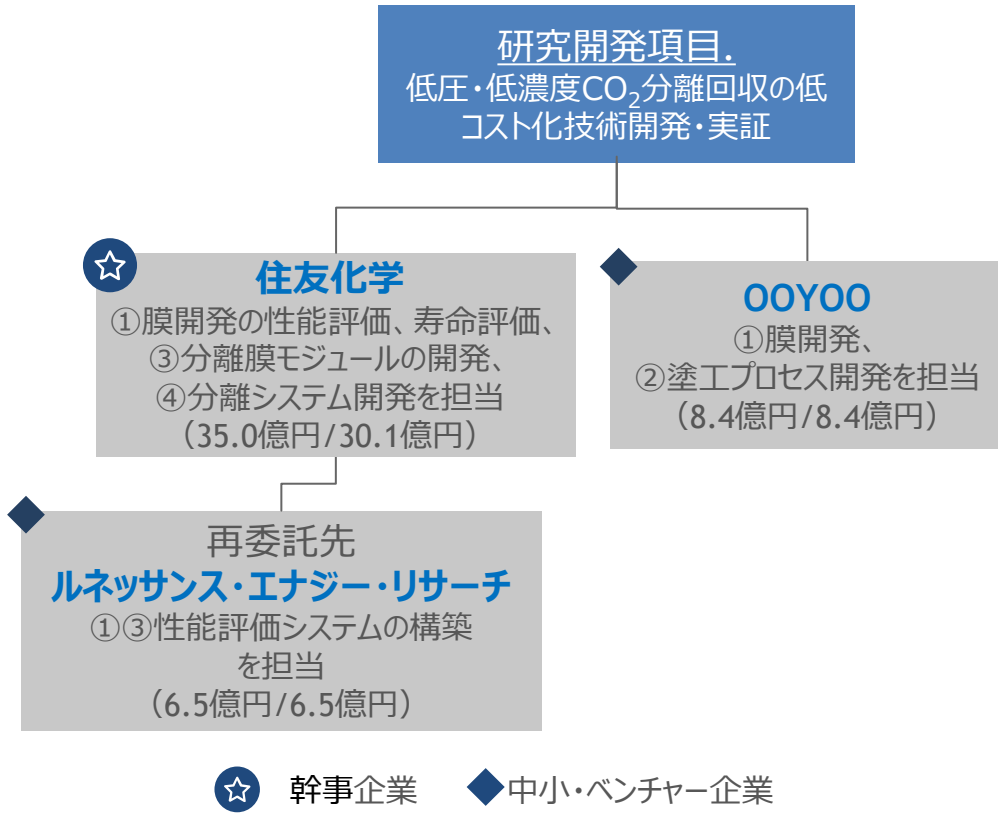 研究開発項目.
低圧・低濃度CO₂分離回収の低
コスト化技術開発・実証
住友化学
①膜開発の性能評価、寿命評価、
③分離膜モジュールの開発、
④分離システム開発を担当
（35.0億円/30.1億円）
OOYOO
①膜開発、
②塗工プロセス開発を担当
（8.4億円/8.4億円）
再委託先
ルネッサンス・エナジー・リサーチ
①③性能評価システムの構築
を担当
（6.5億円/6.5億円）
幹事企業
中小・ベンチャー企業